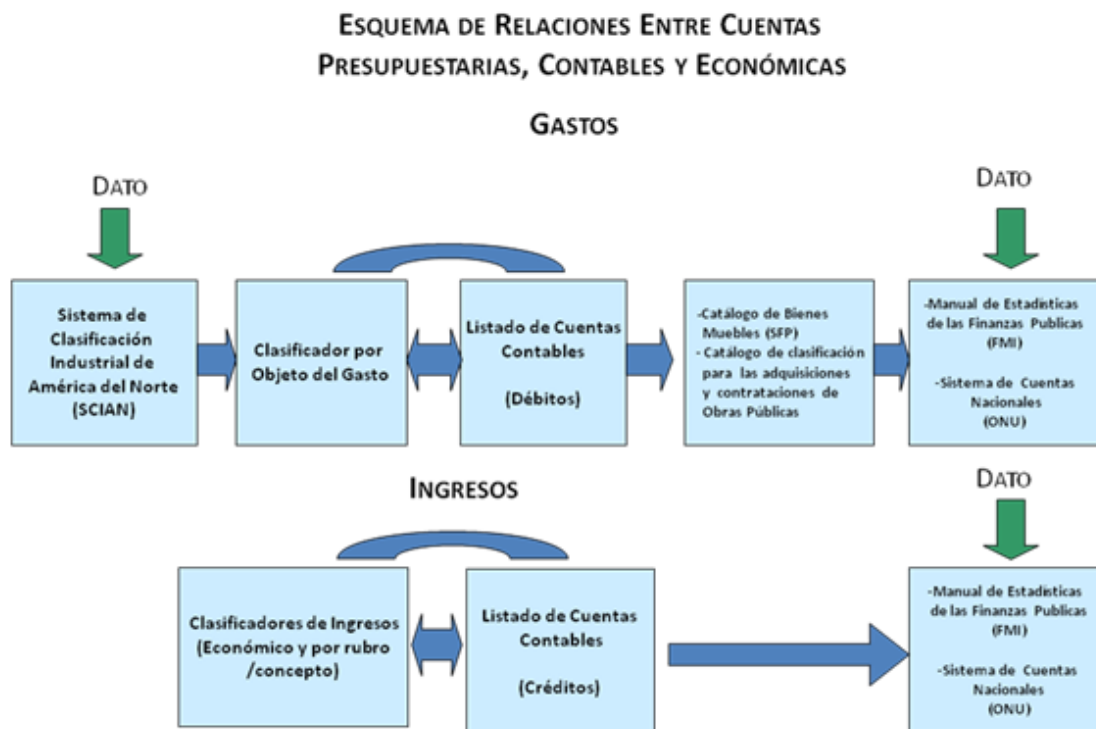 ESQUEMA DE RELACIONES ENTRE CUENTAS
PRESUPUESTARIAS, CONTABLES Y ECONÓMICAS
GASTOS
DATO
DATO
Sistema de
Clasificación
Industrial de
América del Norte
(SCIAN)
Clasificador por
Objeto del Gasto
Listado de Cuentas
Contables
(Débitos)
-Catálogo de Bienes
Muebles (SFP)
- Catálogo de clasificación
para las adquisiciones
y contrataciones de
Obras Públicas
-Manual de Estadísticas
de las Finanzas Publicas
(FMI)
-Sistema de Cuentas
Nacionales
(ONU)
INGRESOS
DATO
Clasificadores de Ingresos
(Económico y por rubro
/concepto)
Listado de Cuentas
Contables
(Créditos)
-Manual de Estadísticas
de las Finanzas Publicas
(FMI)
-Sistema de Cuentas
Nacionales
(ONU)